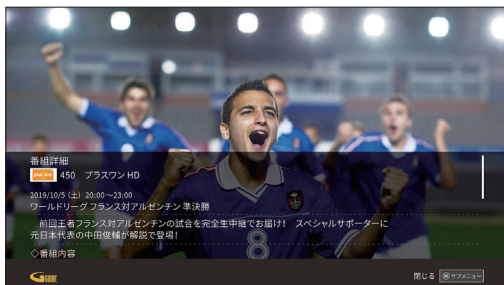 番組詳細
plus one 450 プラスワン HD
2019/10/5 (土) 20:00～23:00
ワールドリーグ フランス対アルゼンチン 準決勝
前回王者フランス対アルゼンチンの試合を完全生中継でお届け! スペシャルサポーターに
元日本代表の中田俊輔が解説で登場!
◇番組内容
G GUIDE 閉じる サブメニュー